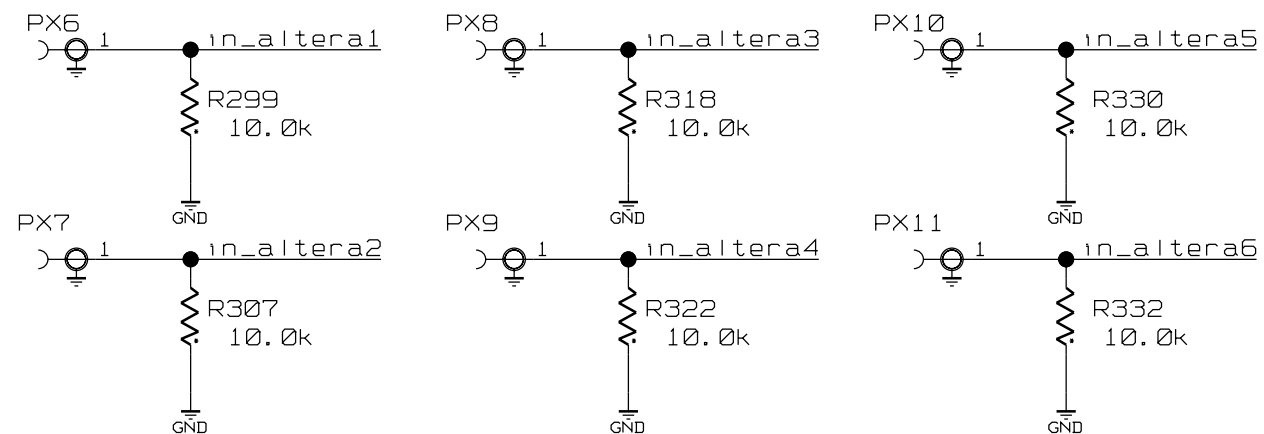 PX6
1
in_altera1
R299
10.0k
GND
PX8
1
in_altera3
R318
10.0k
GND
PX10
1
in_altera5
R330
10.0k
GND
PX7
1
in_altera2
R307
10.0k
GND
PX9
1
in_altera4
R322
10.0k
GND
PX11
1
in_altera6
R332
10.0k
GND